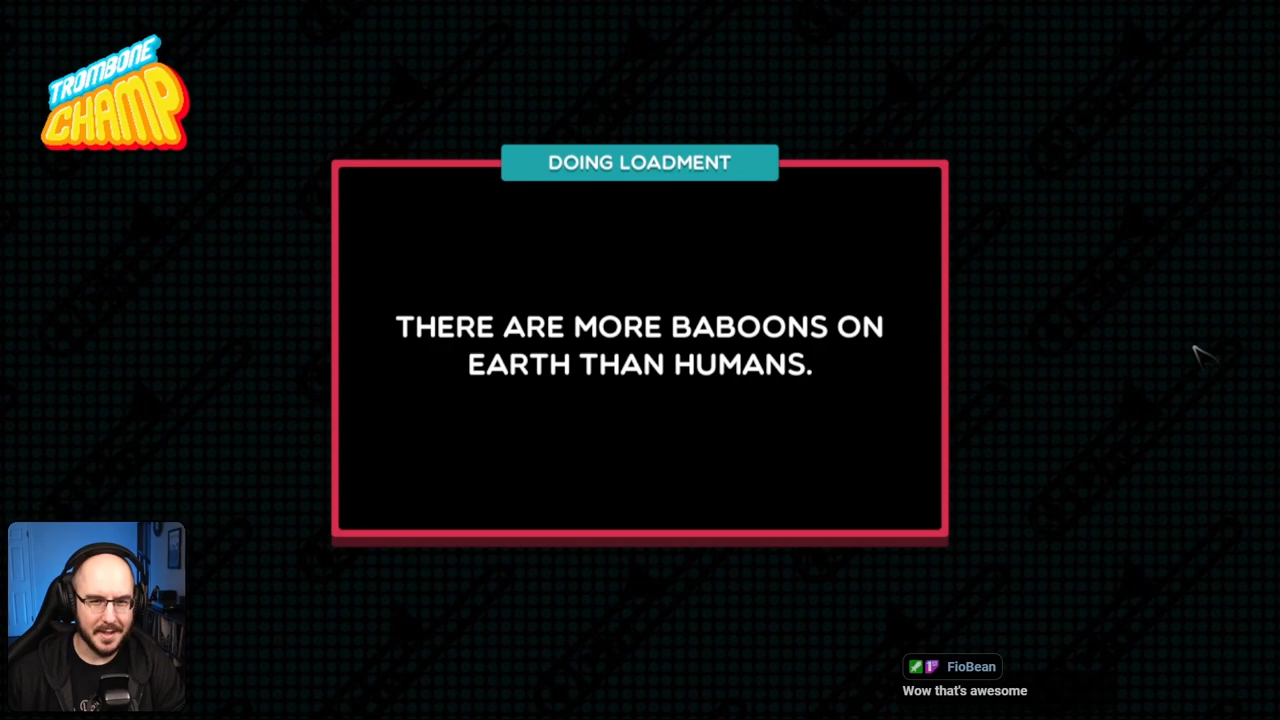 TROMBONE
CHAMP
DOING LOADMENT
THERE ARE MORE BABOONS ON
EARTH THAN HUMANS.
FioBean
Wow that's awesome